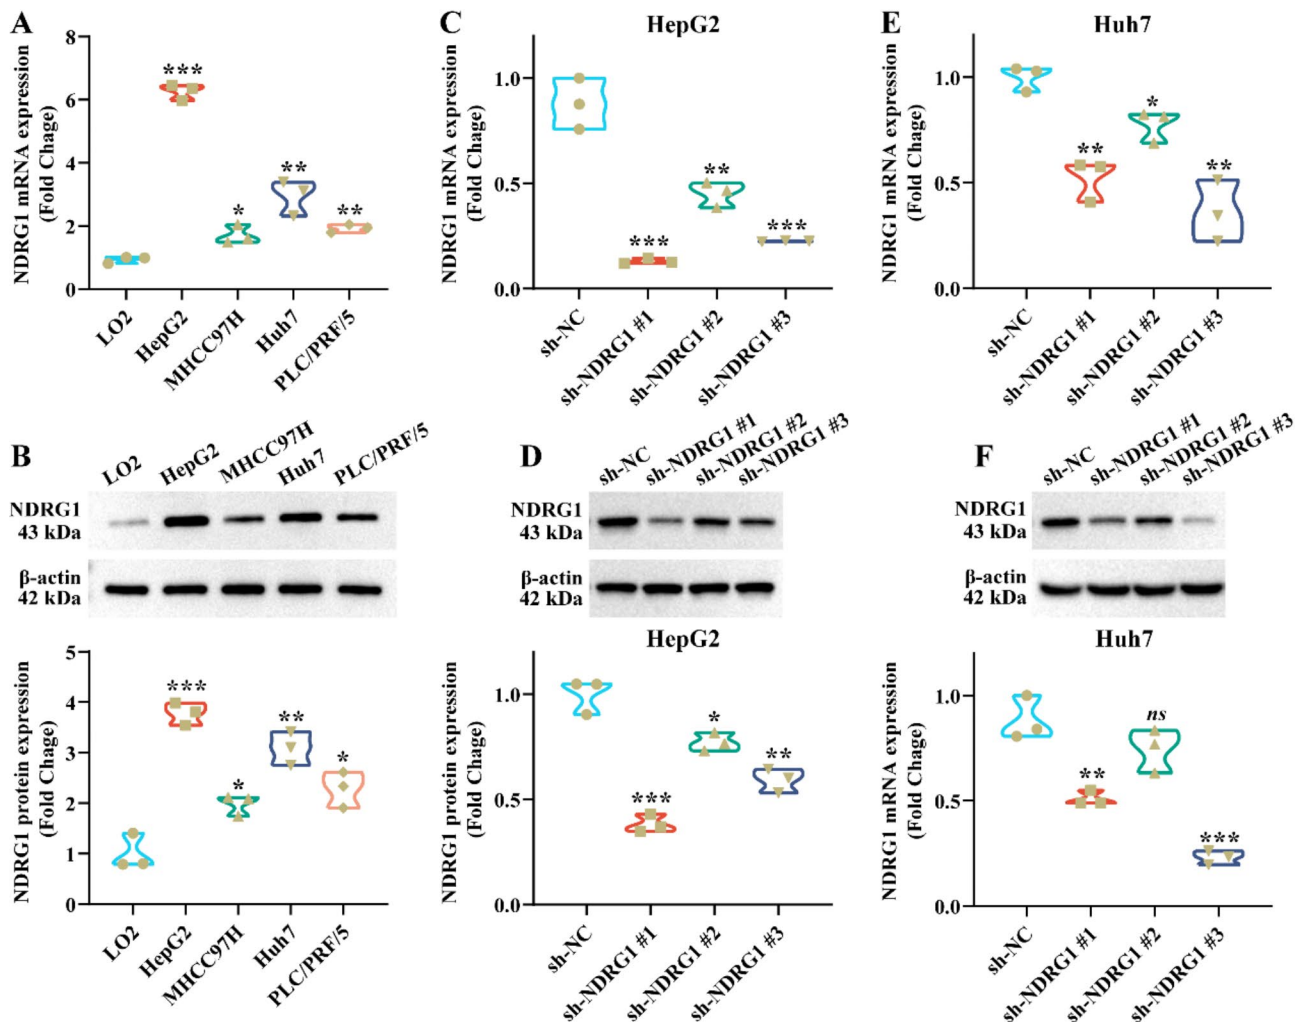 A
NDRG1 mRNA expression
(Fold Chage)
8
6
4
2
0
***
*
**
**
LO2
HepG2
MHCC97H
Huh7
PLC/PRF/5
C
HepG2
NDRG1 mRNA expression
(Fold Chage)
1.0
0.5
0.0
***
**
***
sh-NC
sh-NDRG1 #1
sh-NDRG1 #2
sh-NDRG1 #3
E
Huh7
NDRG1 mRNA expression
(Fold Chage)
1.0
0.5
0.0
**
*
**
sh-NC
sh-NDRG1 #1
sh-NDRG1 #2
sh-NDRG1 #3
B
LO2
HepG2
MHCC97H
Huh7
PLC/PRF/5
NDRG1
43 kDa
β-actin
42 kDa
NDRG1 protein expression
(Fold Chage)
5
4
3
2
1
0
***
*
**
*
LO2
HepG2
MHCC97H
Huh7
PLC/PRF/5
D
sh-NC
sh-NDRG1 #1
sh-NDRG1 #2
sh-NDRG1 #3
NDRG1
43 kDa
β-actin
42 kDa
HepG2
NDRG1 protein expression
(Fold Chage)
1.0
0.5
0.0
***
*
**
sh-NC
sh-NDRG1 #1
sh-NDRG1 #2
sh-NDRG1 #3
F
sh-NC
sh-NDRG1 #1
sh-NDRG1 #2
sh-NDRG1 #3
NDRG1
43 kDa
β-actin
42 kDa
Huh7
NDRG1 mRNA expression
(Fold Chage)
1.0
0.5
0.0
**
ns
***
sh-NC
sh-NDRG1 #1
sh-NDRG1 #2
sh-NDRG1 #3